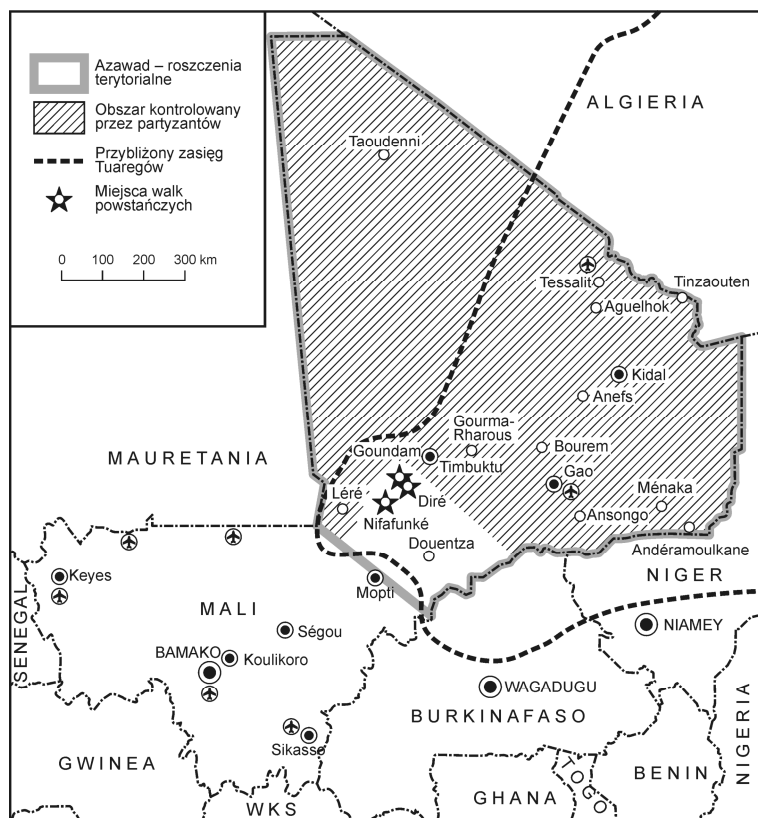 Azawad – roszczenia
terytorialne
Obszar kontrolowany
przez partyzantów
Przybliżony zasięg
Tuaregów
Miejsca walk
powstańczych
0 100 200 300 km
ALGIERIA
Taoudenni
Tessalit
Tinzaouten
Aguelhok
Kidal
Anefs
Gourma-
Rharous
Goundam
Timbuktu
Bourem
MAURETANIA
Gao
Léré
Diré
Ménaka
Nifafunké
Ansongo
Douentza
Andéramoulkane
Keyes
Mopti
NIGER
MALI
SENEGAL
Ségou
NIAMEY
BAMAKO
Koulikoro
WAGADUGU
BURKINAFASO
Sikasso
GWINEA
NIGERIA
BENIN
TOGO
GHANA
WKS